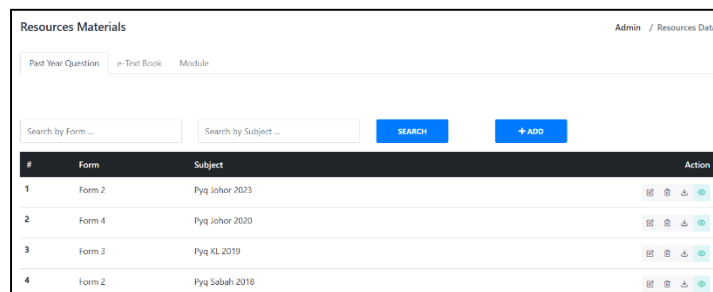 Resources Materials Admin / Resources Data
Past Year Question e-Text Book Module
Search by Form ... Search by Subject ... SEARCH + ADD
# Form Subject Action
1 Form 2 Pyq Johor 2023
2 Form 4 Pyq Johor 2020
3 Form 3 Pyq KL 2019
4 Form 2 Pyq Sabah 2018